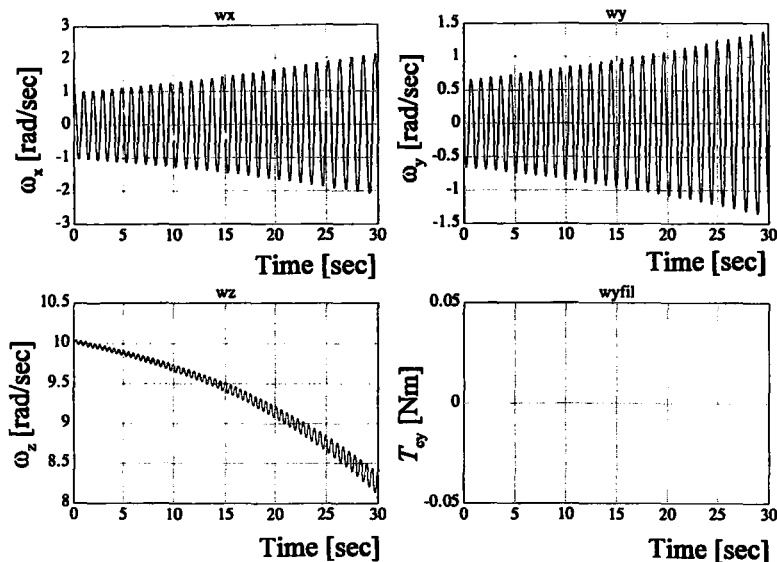 wx
3
2
1
0
-1
-2
-3
ω_x [rad/sec]
0 5 10 15 20 25 30
Time [sec]
wy
1.5
1
0.5
0
-0.5
-1
-1.5
ω_y [rad/sec]
0 5 10 15 20 25 30
Time [sec]
wz
10.5
10
9.5
9
8.5
8
ω_z [rad/sec]
0 5 10 15 20 25 30
Time [sec]
wyfil
0.05
0
-0.05
T_cy [Nm]
0 5 10 15 20 25 30
Time [sec]